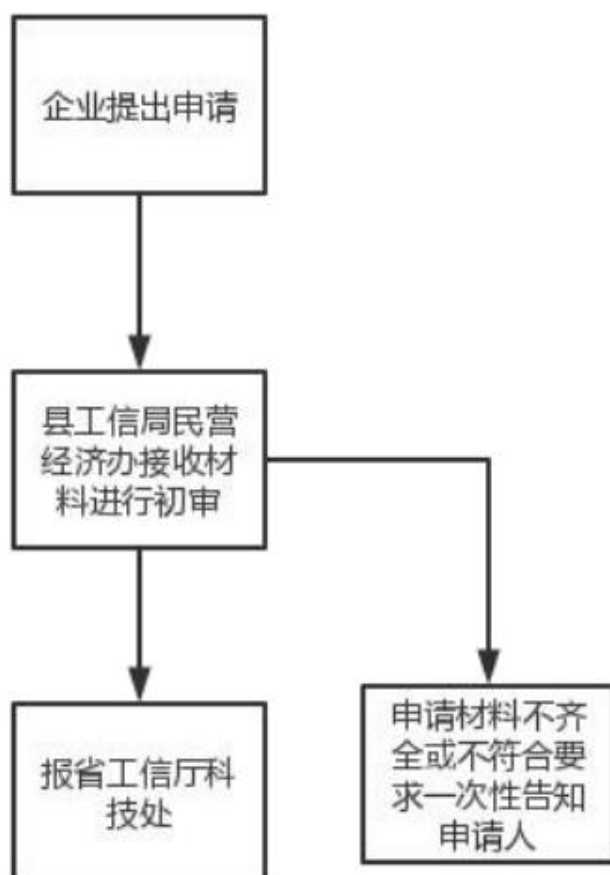 企业提出申请
县工信局民营
经济办接收材
料进行初审
报省工信厅科
技处
申请材料不齐
全或不符合要
求一次性告知
申请人